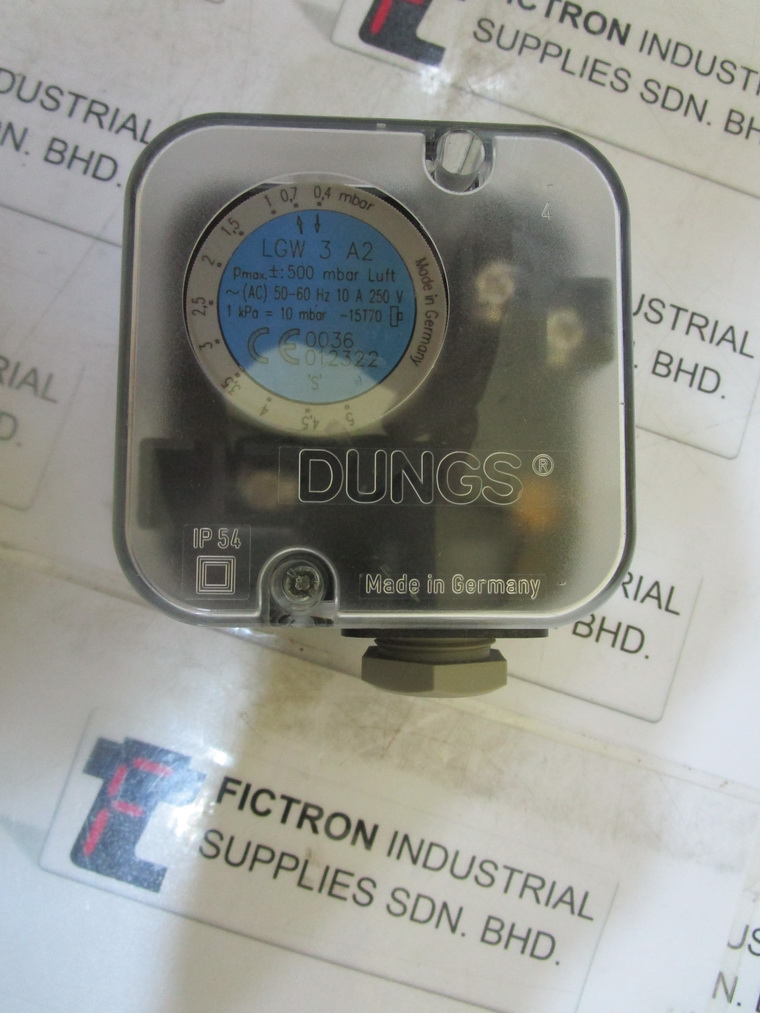 FICTRON INDUSTRI
SUPPLIES SDN. BH
DUSTRIAL
N. BHD.
4
mbar
0,4
0,7
1
1,5
2
2,5
3
3,5
4
4,5
5
LGW 3 A2
Pmax. ±: 500 mbar Luft
~(AC) 50-60 Hz 10 A 250 V
1 kPa = 10 mbar -15T70
CE 0036
012322
Made in Germany
DUNGS®
IP 54
Made in Germany
USTRIAL
BHD.
RIAL
D.
RIAL
BHD.
FICTRON INDUSTRIAL
SUPPLIES SDN. BHD.
US
N. B